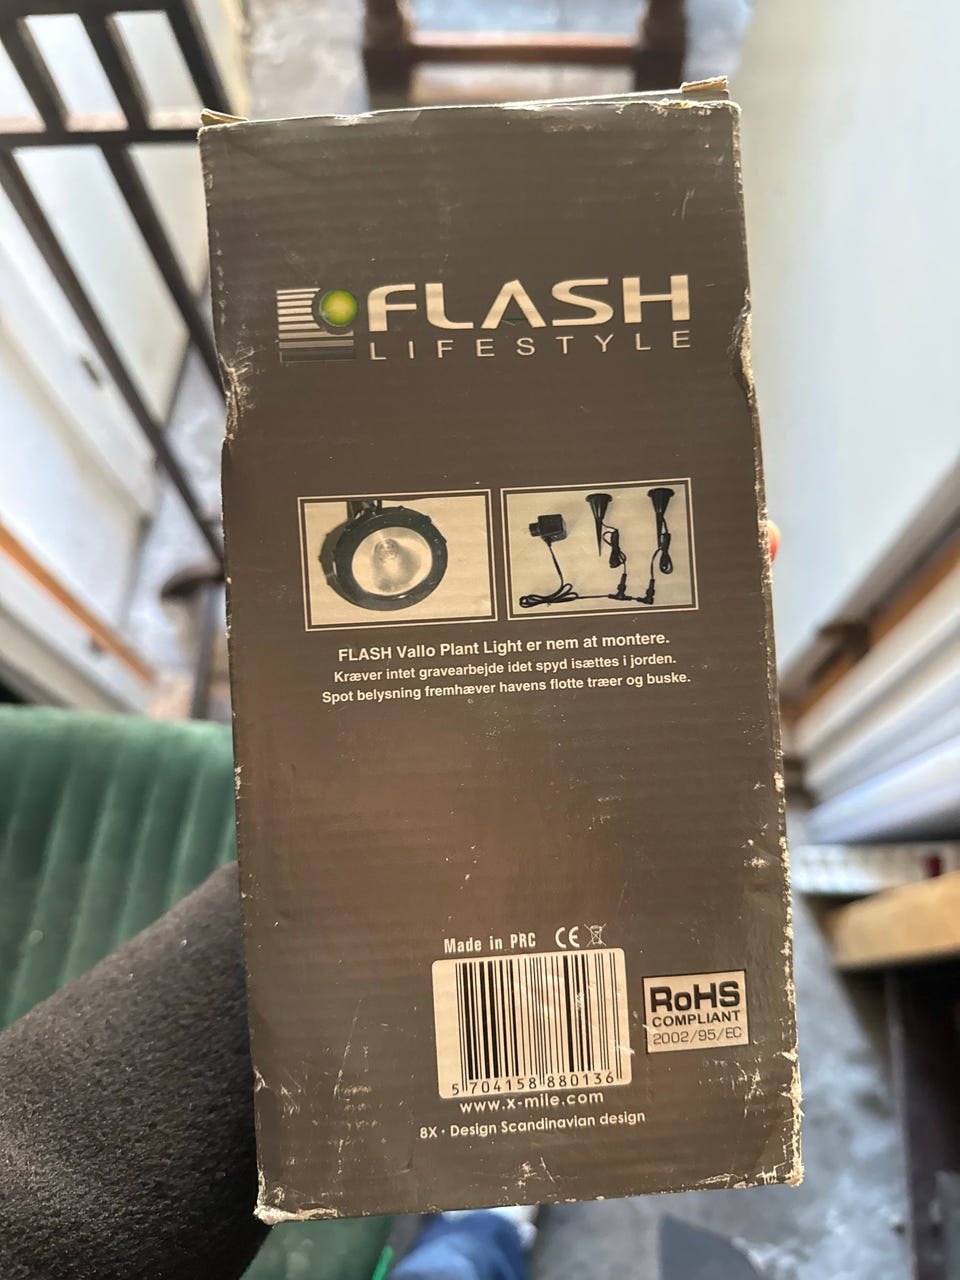 FLASH
LIFESTYLE
FLASH Vallo Plant Light er nem at montere.
Kræver intet gravearbejde idet spyd isættes i jorden.
Spot belysning fremhæver havens flotte træer og buske.
Made in PRC CE
RoHS
COMPLIANT
2002/95/EC
5 704158 880136
www.x-mile.com
8X · Design Scandinavian design